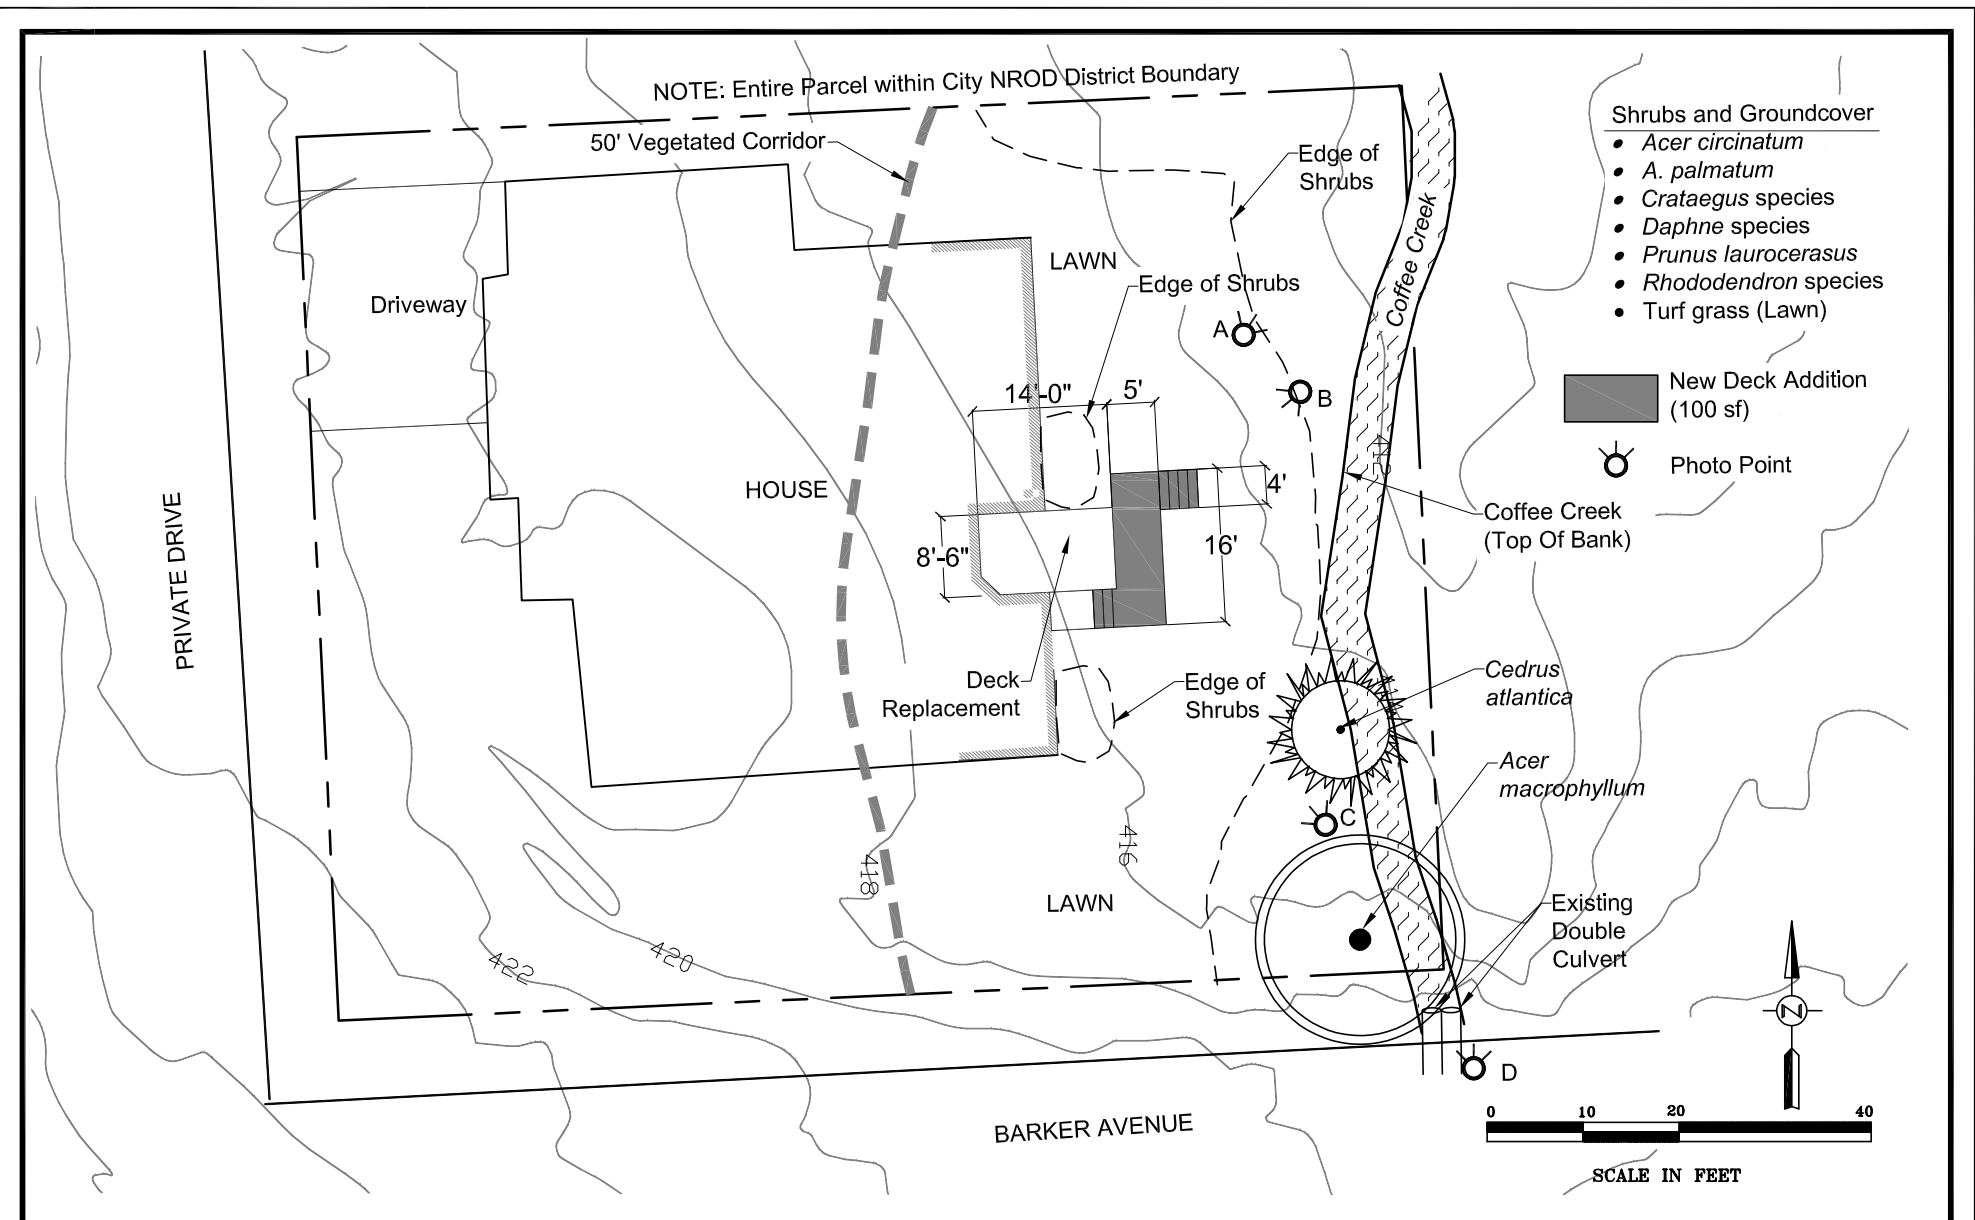 NOTE: Entire Parcel within City NROD District Boundary
50' Vegetated Corridor
Edge of
Shrubs
Shrubs and Groundcover
• Acer circinatum
• A. palmatum
• Crataegus species
• Daphne species
• Prunus laurocerasus
• Rhododendron species
• Turf grass (Lawn)
Coffee Creek
LAWN
Edge of Shrubs
Driveway
A
B
14'-0"
5'
New Deck Addition
(100 sf)
Photo Point
412
HOUSE
4'
Coffee Creek
(Top Of Bank)
8'-6"
16'
PRIVATE DRIVE
Deck
Replacement
Edge of
Shrubs
Cedrus
atlantica
Acer
macrophyllum
C
418
416
LAWN
Existing
Double
Culvert
422
420
N
D
BARKER AVENUE
0 10 20 40
SCALE IN FEET